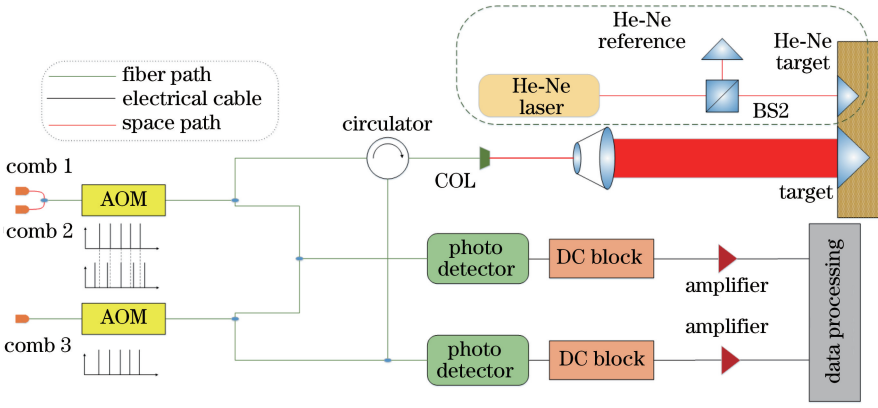 He-Ne
reference
He-Ne
target
He-Ne
laser
BS2
fiber path
electrical cable
space path
circulator
COL
target
comb 1
AOM
comb 2
photo
detector
DC block
amplifier
AOM
comb 3
photo
detector
DC block
amplifier
data processing